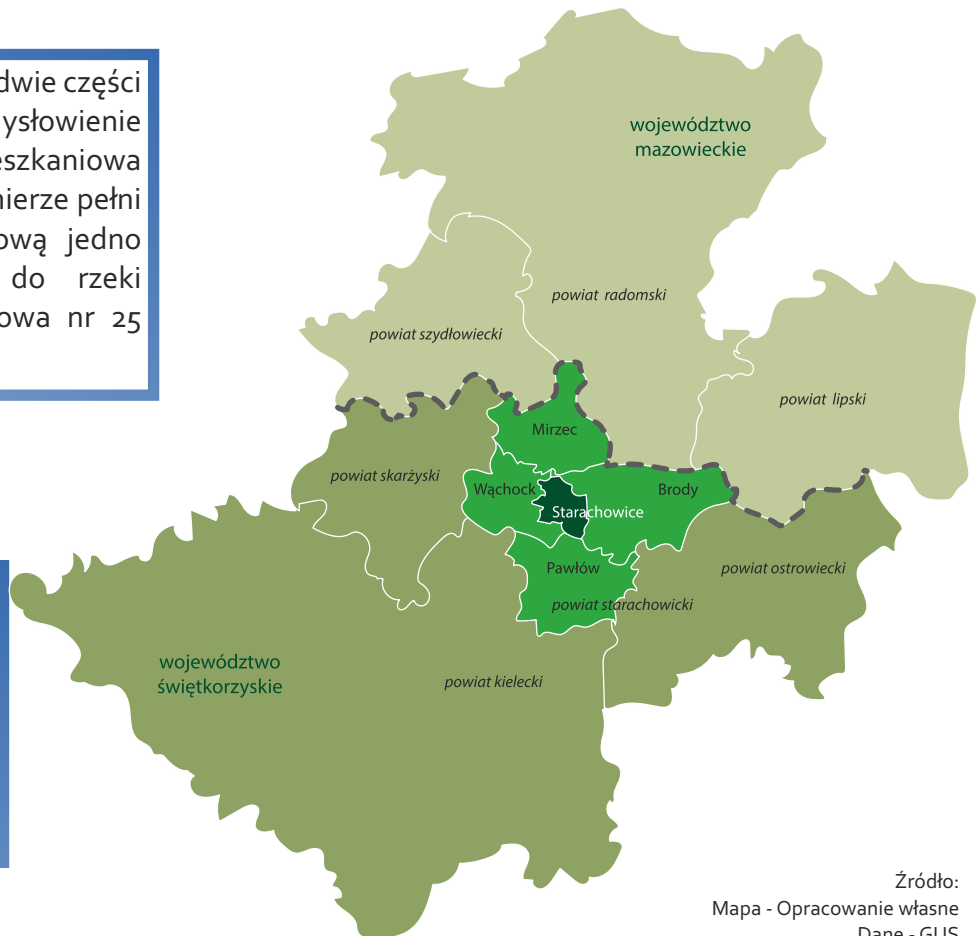 dwie części
ysłowienie
eszkaniowa
nierze pełni
ową jedno
do rzeki
owa nr 25
województwo
mazowieckie
powiat radomski
powiat szydłowiecki
powiat lipski
Mirzec
powiat skarżyski
Wąchock
Brody
Starachowice
Pawłów
powiat ostrowiecki
powiat starachowicki
województwo
świętkorzyskie
powiat kielecki
Źródło:
Mapa - Opracowanie własne
Dane - GUS